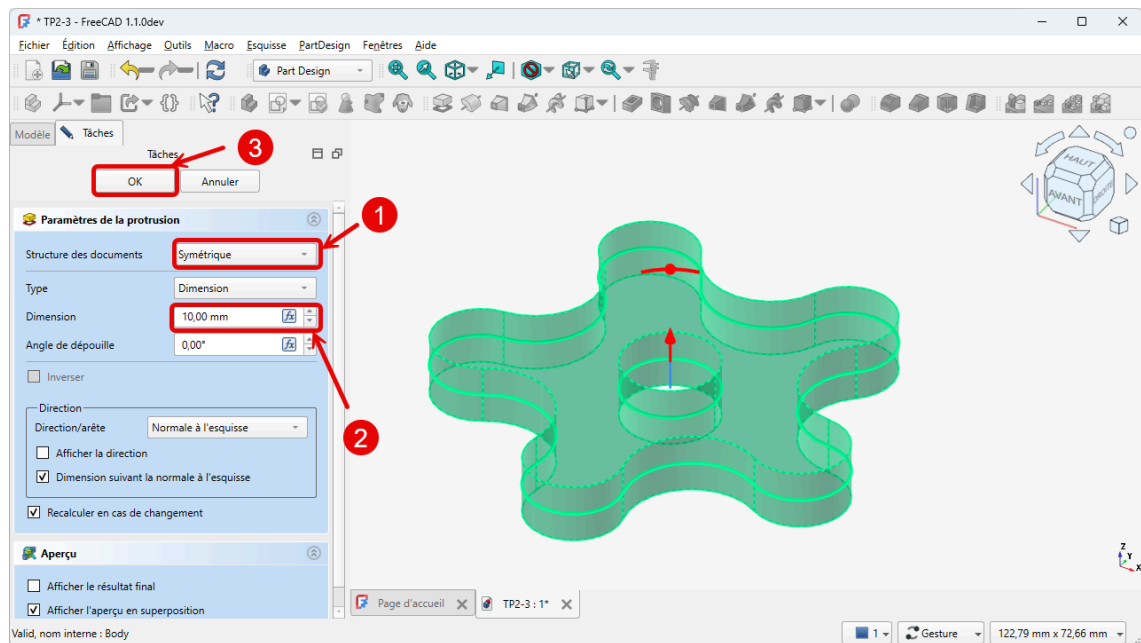 * TP2-3 - FreeCAD 1.1.0dev
Fichier Édition Affichage Outils Macro Esquisse PartDesign Fenêtres Aide
Part Design
Modèle Tâches
Tâches
3
OK Annuler
Paramètres de la protrusion
1
Structure des documents Symétrique
Type Dimension
Dimension 10,00 mm
Angle de dépouille 0,00°
Inverser
Direction
Direction/arête Normale à l'esquisse
2
Afficher la direction
Dimension suivant la normale à l'esquisse
Recalculer en cas de changement
Aperçu
Afficher le résultat final
Afficher l'aperçu en superposition
HAUT
AVANT
DROITE
Z
Y
X
Page d'accueil TP2-3 : 1*
Valid, nom interne : Body
1 Gesture 122,79 mm x 72,66 mm